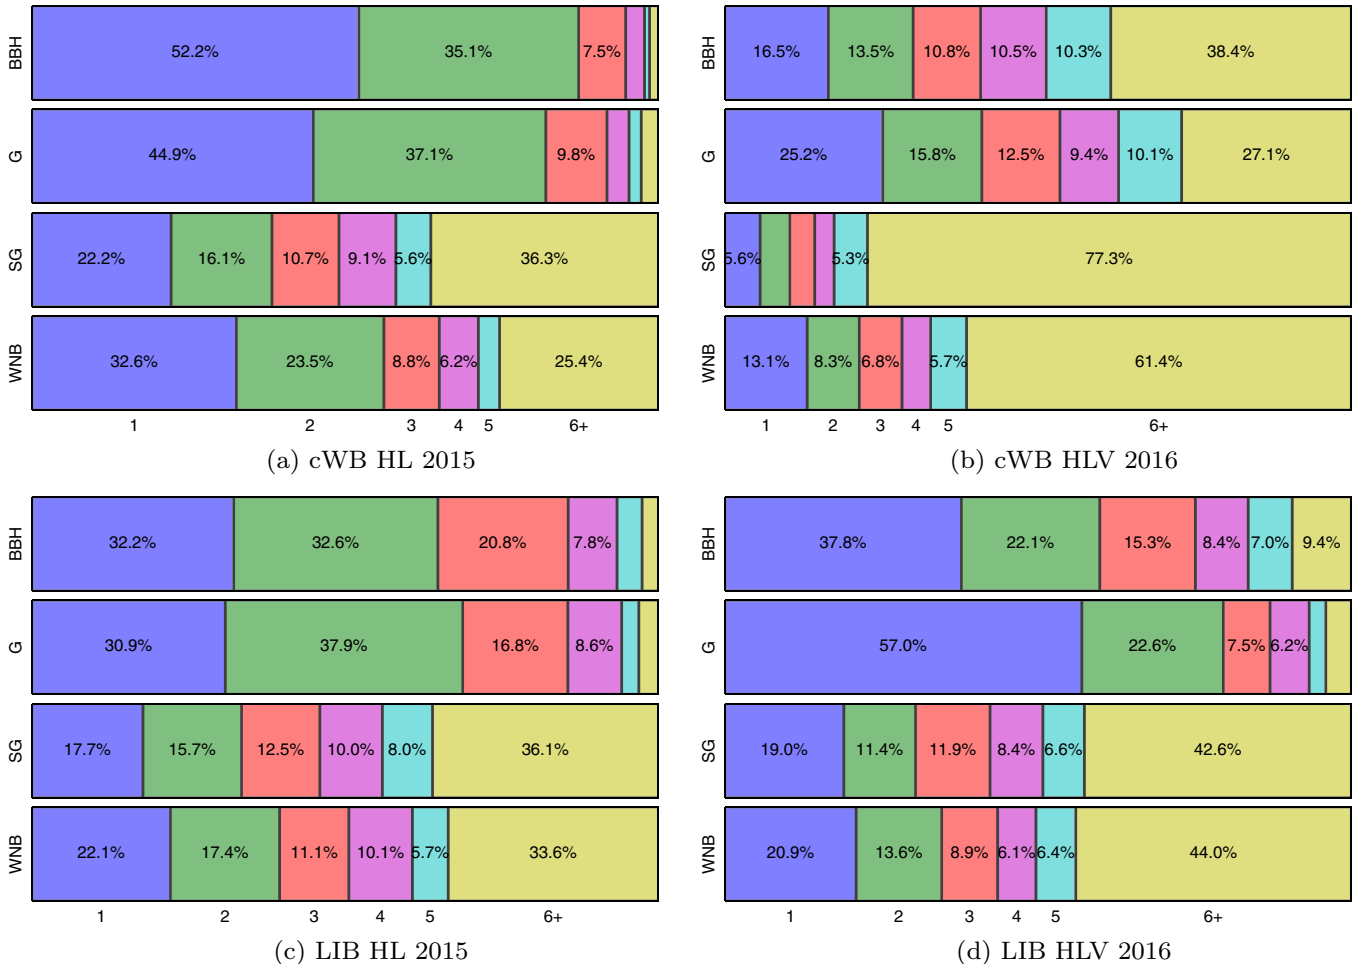 BBH 52.2% 35.1% 7.5%
G 44.9% 37.1% 9.8%
SG 22.2% 16.1% 10.7% 9.1% 5.6% 36.3%
WNB 32.6% 23.5% 8.8% 6.2% 25.4%
1 2 3 4 5 6+
(a) cWB HL 2015
BBH 16.5% 13.5% 10.8% 10.5% 10.3% 38.4%
G 25.2% 15.8% 12.5% 9.4% 10.1% 27.1%
SG 5.6% 5.3% 77.3%
WNB 13.1% 8.3% 6.8% 5.7% 61.4%
1 2 3 4 5 6+
(b) cWB HLV 2016
BBH 32.2% 32.6% 20.8% 7.8%
G 30.9% 37.9% 16.8% 8.6%
SG 17.7% 15.7% 12.5% 10.0% 8.0% 36.1%
WNB 22.1% 17.4% 11.1% 10.1% 5.7% 33.6%
1 2 3 4 5 6+
(c) LIB HL 2015
BBH 37.8% 22.1% 15.3% 8.4% 7.0% 9.4%
G 57.0% 22.6% 7.5% 6.2%
SG 19.0% 11.4% 11.9% 8.4% 6.6% 42.6%
WNB 20.9% 13.6% 8.9% 6.1% 6.4% 44.0%
1 2 3 4 5 6+
(d) LIB HLV 2016